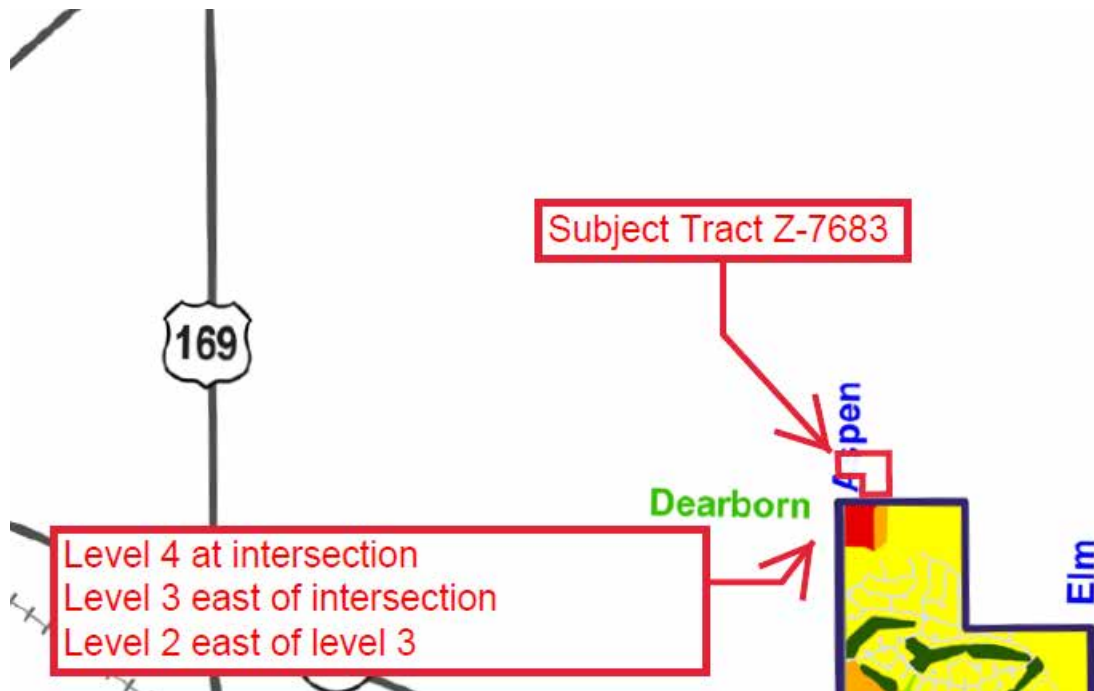 Subject Tract Z-7683
169
Aspen
Dearborn
Level 4 at intersection
Level 3 east of intersection
Level 2 east of level 3
Elm